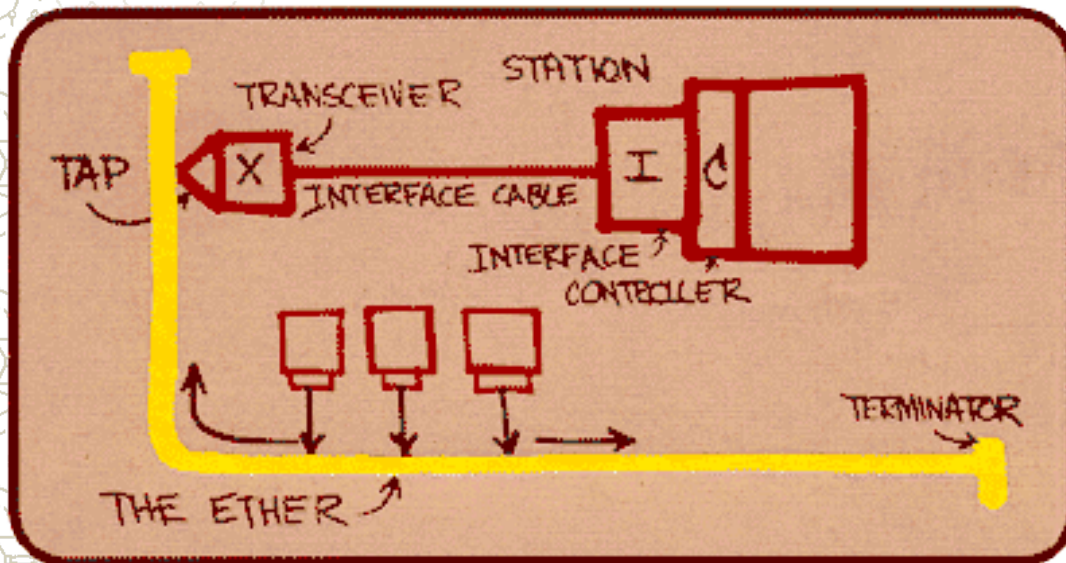 STATION
TRANSCEIVER
TAP
X
I
C
INTERFACE CABLE
INTERFACE
CONTROLLER
TERMINATOR
THE ETHER